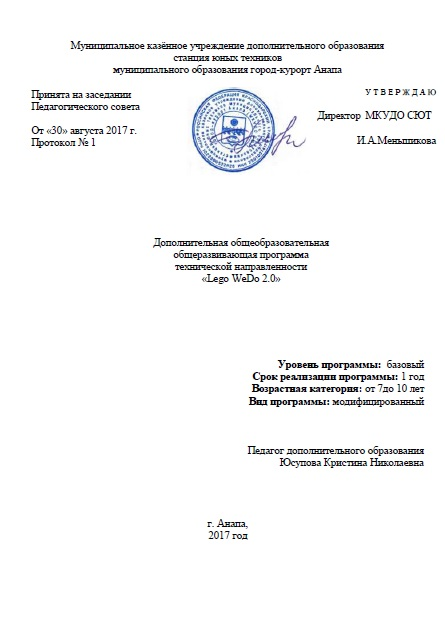 Муниципальное казённое учреждение дополнительного образования
станция юных техников
муниципального образования город-курорт Анапа
Принята на заседании
Педагогического совета
От «30» августа 2017 г.
Протокол № 1
У Т В Е Р Ж Д А Ю
Директор МКУДО СЮТ
И.А.Меньшикова
Дополнительная общеобразовательная
общеразвивающая программа
технической направленности
«Lego WeDo 2.0»
Уровень программы: базовый
Срок реализации программы: 1 год
Возрастная категория: от 7до 10 лет
Вид программы: модифицированный
Педагог дополнительного образования
Юсупова Кристина Николаевна
г. Анапа,
2017 год